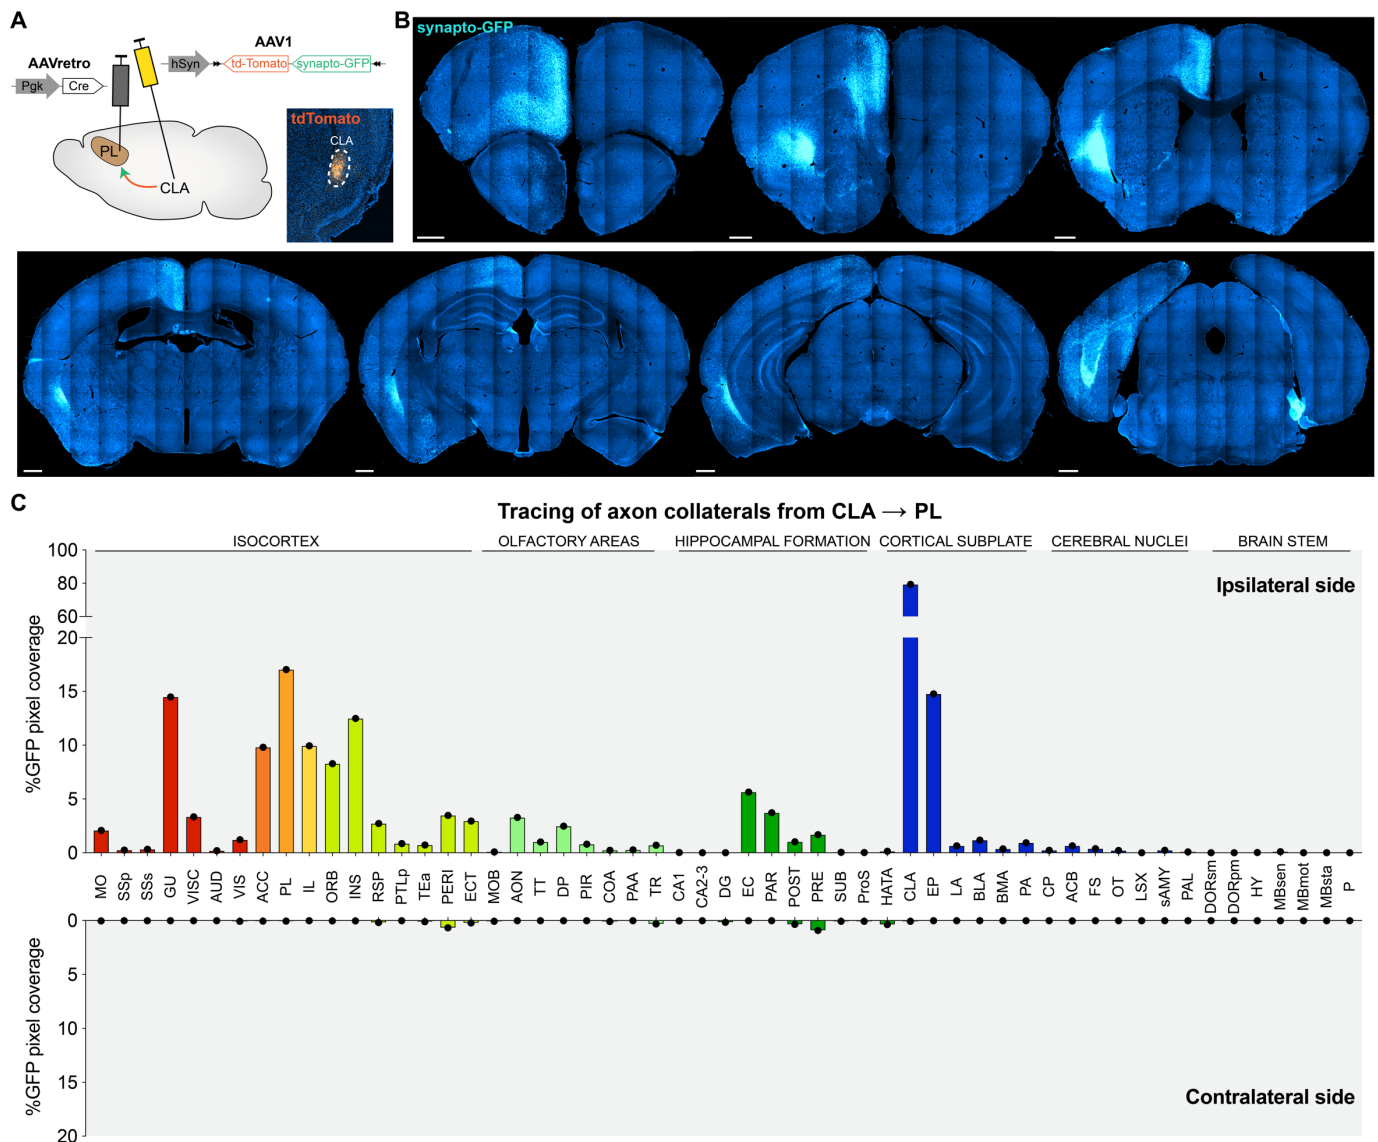 A
AAVretro
Pgk
Cre
AAV1
hSyn
td-Tomato
synapto-GFP
PL
CLA
tdTomato
CLA
B
synapto-GFP
C
Tracing of axon collaterals from CLA → PL
ISOCORTEX OLFACTORY AREAS HIPPOCAMPAL FORMATION CORTICAL SUBPLATE CEREBRAL NUCLEI BRAIN STEM
Ipsilateral side
%GFP pixel coverage
100
80
60
20
15
10
5
0
MO SSp SSs GU VISC AUD VIS ACC PL IL ORB INS RSP PTLp TEa PERI ECT MOB AON TT DP PIR COA PAA TR CA1 CA2-3 DG EC PAR POST PRE SUB ProS HATA CLA EP LA BLA BMA PA CP ACB FS OT LSX sAMY PAL DORsm DORpm HY MBsen MBmot MBsta P
%GFP pixel coverage
0
5
10
15
20
Contralateral side